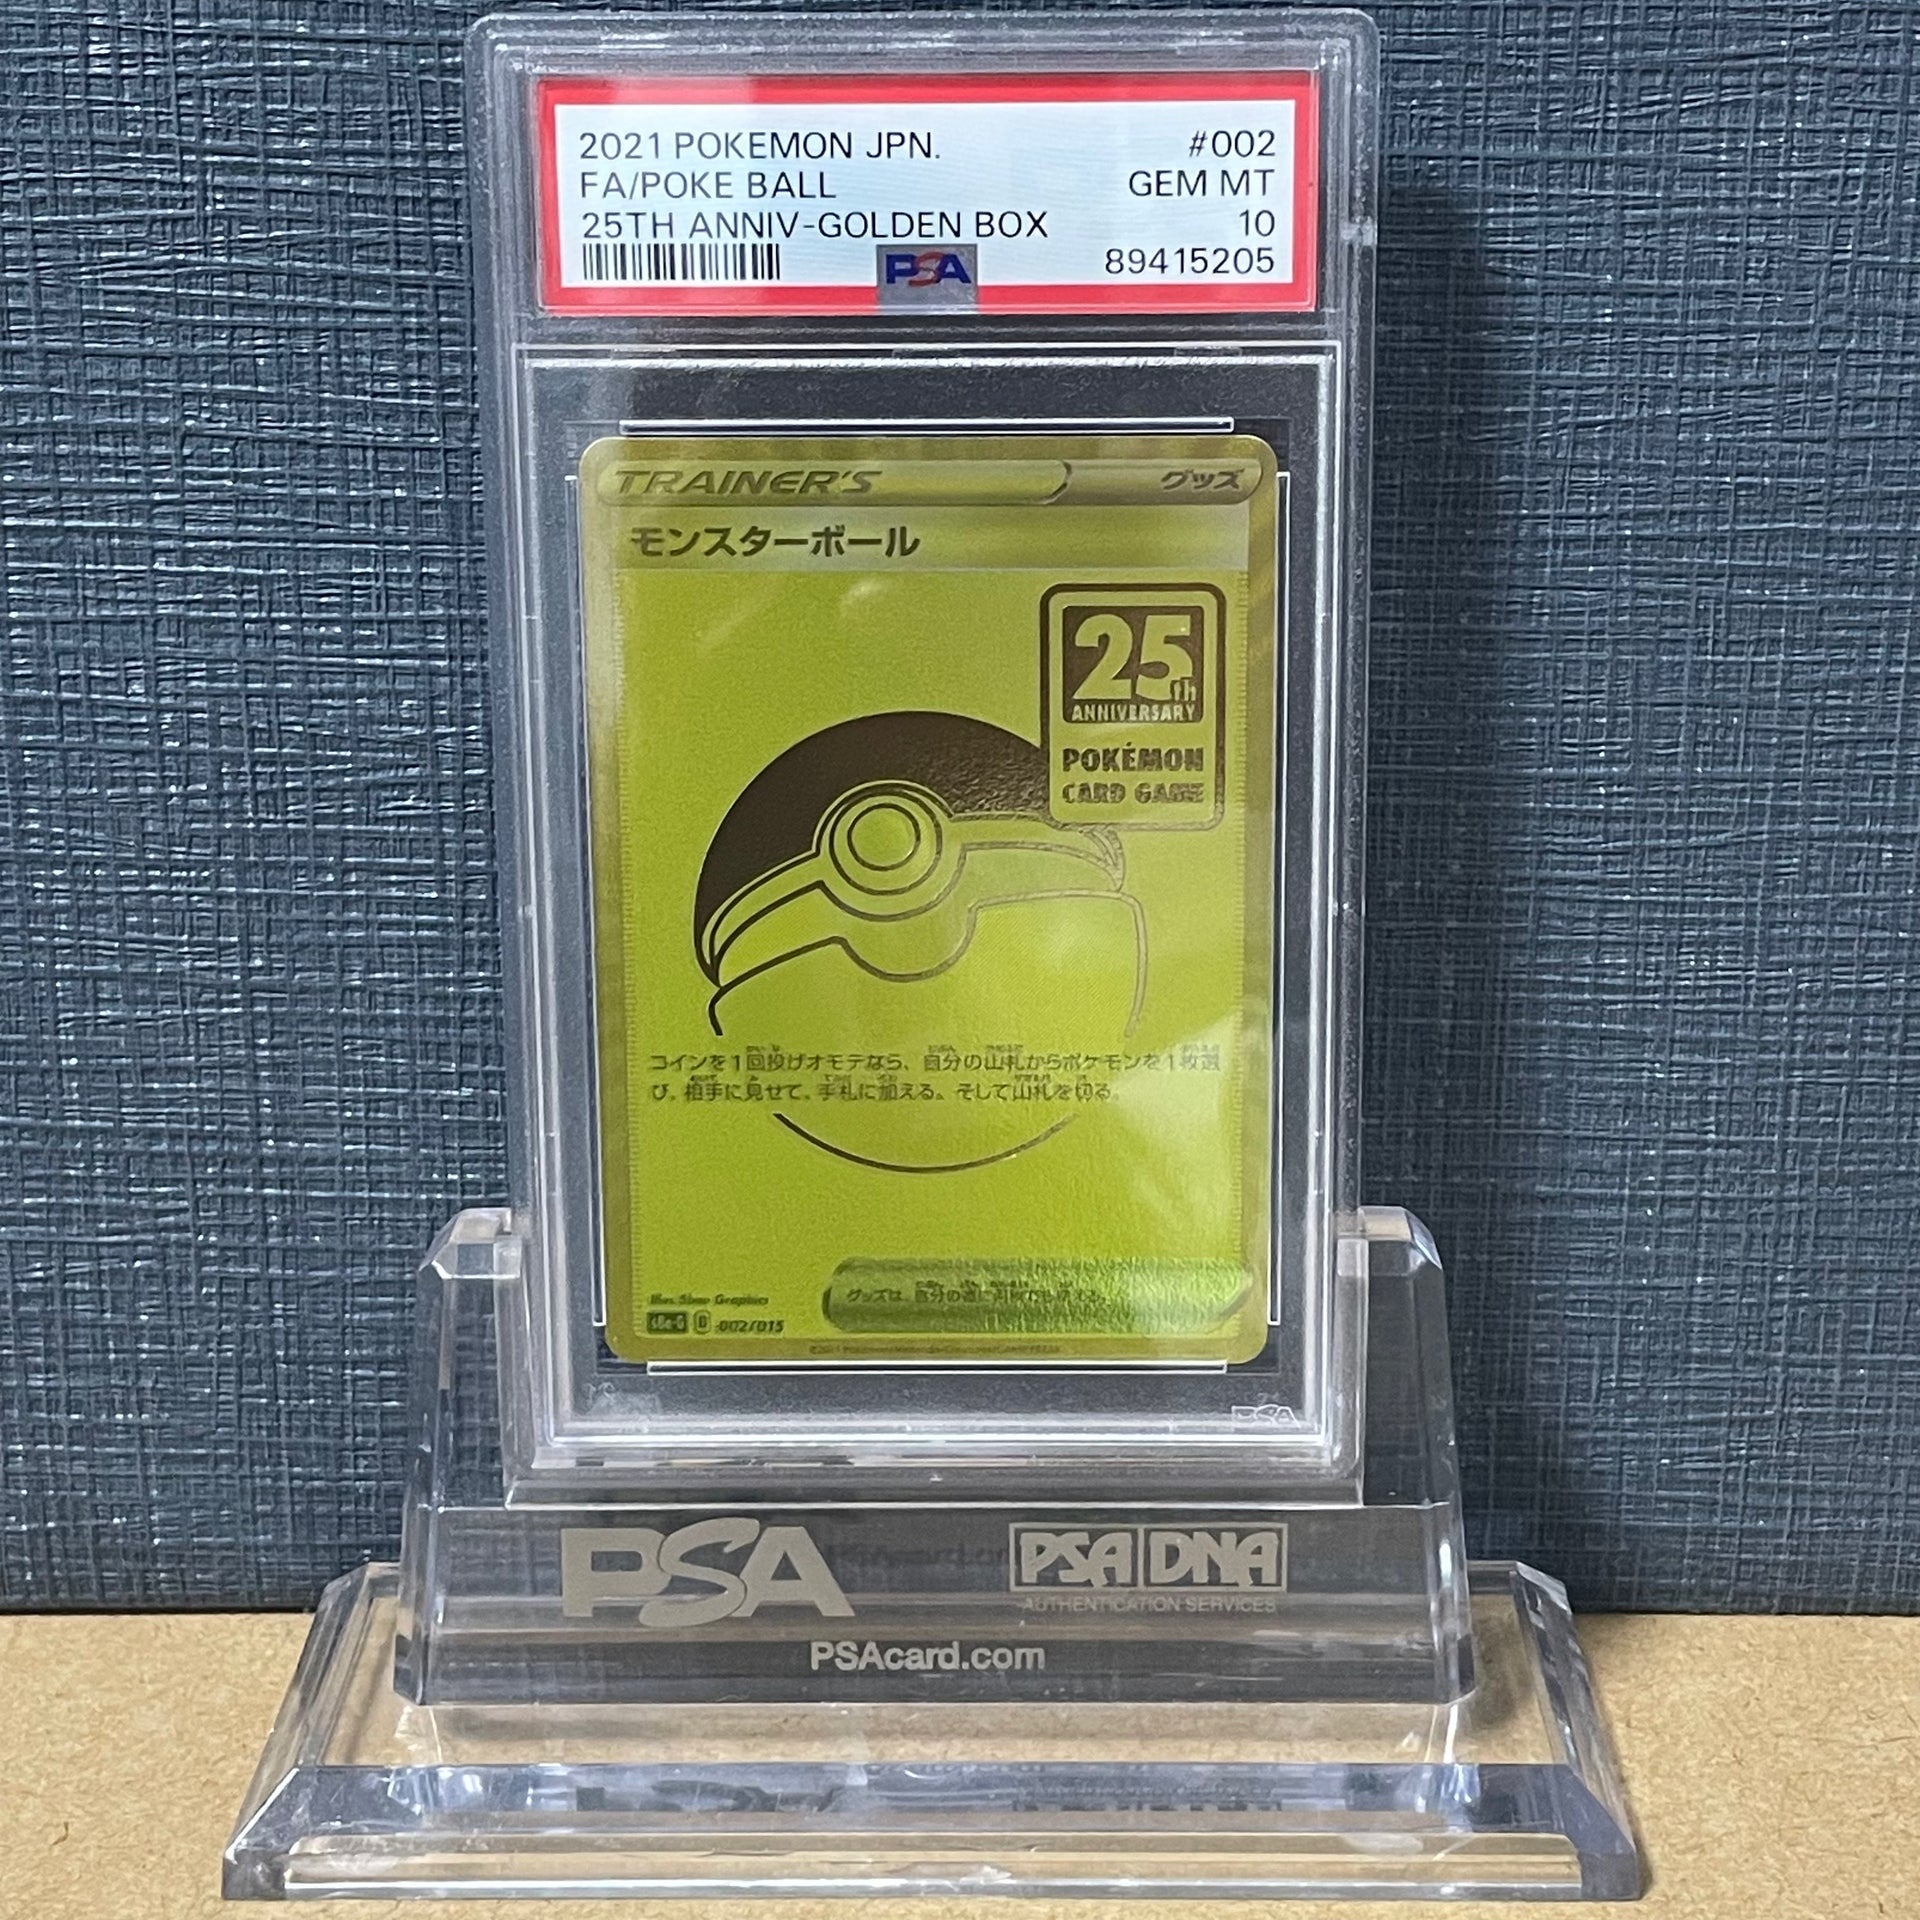 2021 POKEMON JPN. #002
FA/POKE BALL GEM MT
25TH ANNIV-GOLDEN BOX 10
PSA 89415205
TRAINER'S グッズ
モンスターボール
25th
ANNIVERSARY
POKÉMON
CARD GAME
コインを1回投げオモテなら、自分の山札からポケモンを1枚選
び、相手に見せて、手札に加える。そして山札を切る。
グッズは、自分の番に何枚でも使える。
Illus. 5ban Graphics
s8a-G D 002/015
PSA
PSA DNA
AUTHENTICATION SERVICES
PSAcard.com